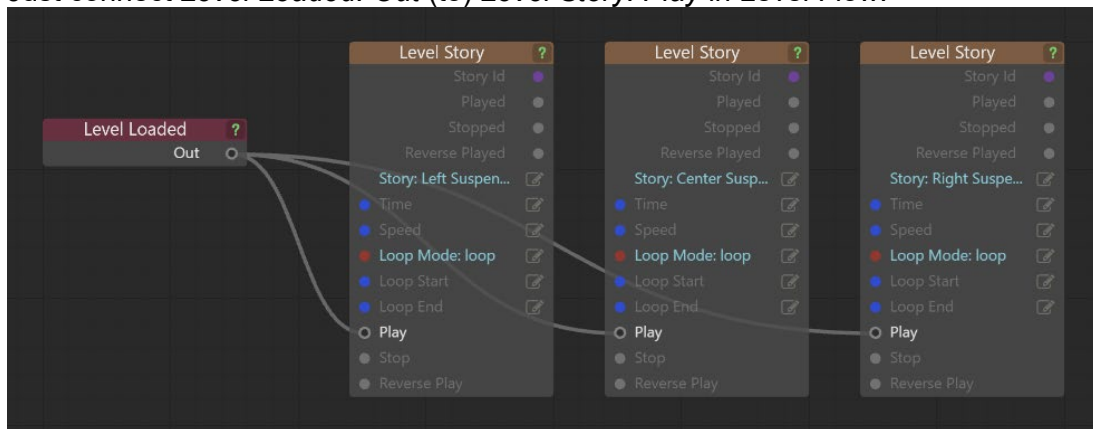 Level Story ?
Story Id
Played
Stopped
Reverse Played
Story: Left Suspen...
Time
Speed
Loop Mode: loop
Loop Start
Loop End
Play
Stop
Reverse Play
Level Story ?
Story Id
Played
Stopped
Reverse Played
Story: Center Susp...
Time
Speed
Loop Mode: loop
Loop Start
Loop End
Play
Stop
Reverse Play
Level Story ?
Story Id
Played
Stopped
Reverse Played
Story: Right Suspe...
Time
Speed
Loop Mode: loop
Loop Start
Loop End
Play
Stop
Reverse Play
Level Loaded ?
Out